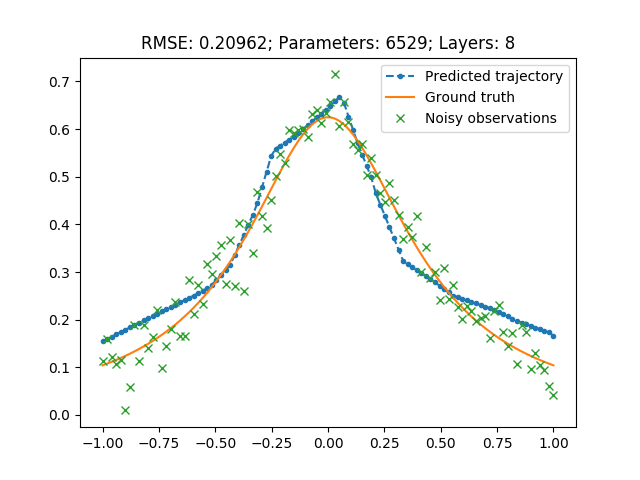 RMSE: 0.20962; Parameters: 6529; Layers: 8
Predicted trajectory
Ground truth
Noisy observations
0.7
0.6
0.5
0.4
0.3
0.2
0.1
0.0
−1.00 −0.75 −0.50 −0.25 0.00 0.25 0.50 0.75 1.00